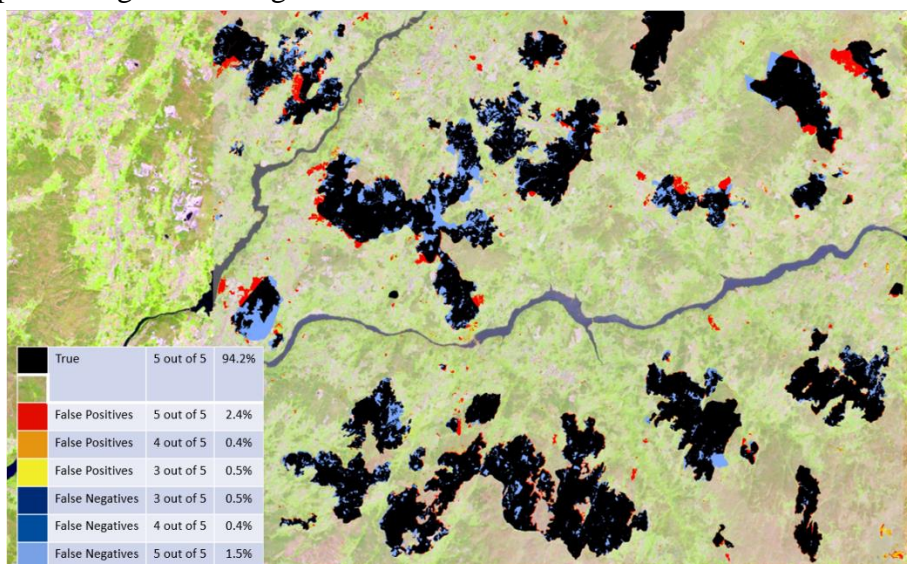 True 5 out of 5 94.2%
False Positives 5 out of 5 2.4%
False Positives 4 out of 5 0.4%
False Positives 3 out of 5 0.5%
False Negatives 3 out of 5 0.5%
False Negatives 4 out of 5 0.4%
False Negatives 5 out of 5 1.5%